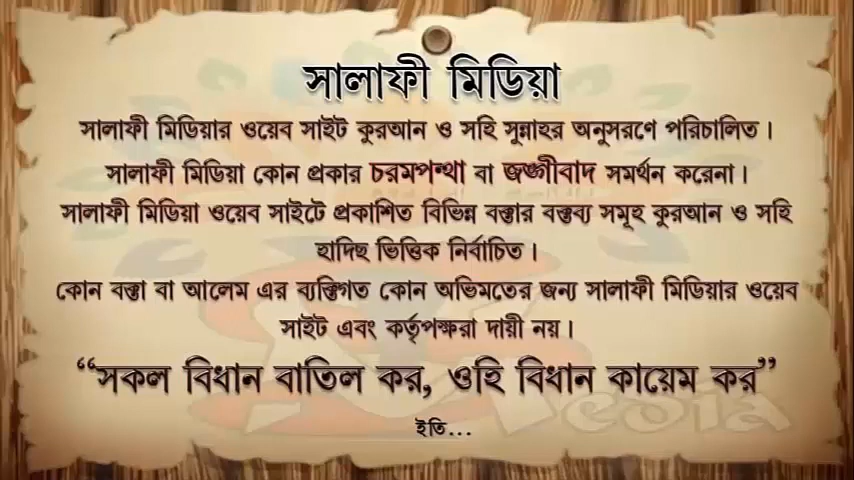 সালাফী মিডিয়া
সালাফী মিডিয়ার ওয়েব সাইট কুরআন ও সহি সুন্নাহর অনুসরণে পরিচালিত।
সালাফী মিডিয়া কোন প্রকার চরমপন্থা বা জঙ্গীবাদ সমর্থন করেনা।
সালাফী মিডিয়া ওয়েব সাইটে প্রকাশিত বিভিন্ন বক্তার বক্তব্য সমূহ কুরআন ও সহি
হাদিছ ভিত্তিক নির্বাচিত।
কোন বক্তা বা আলেম এর ব্যক্তিগত কোন অভিমতের জন্য সালাফী মিডিয়ার ওয়েব
সাইট এবং কর্তৃপক্ষরা দায়ী নয়।
“সকল বিধান বাতিল কর, ওহি বিধান কায়েম কর”
ইতি...